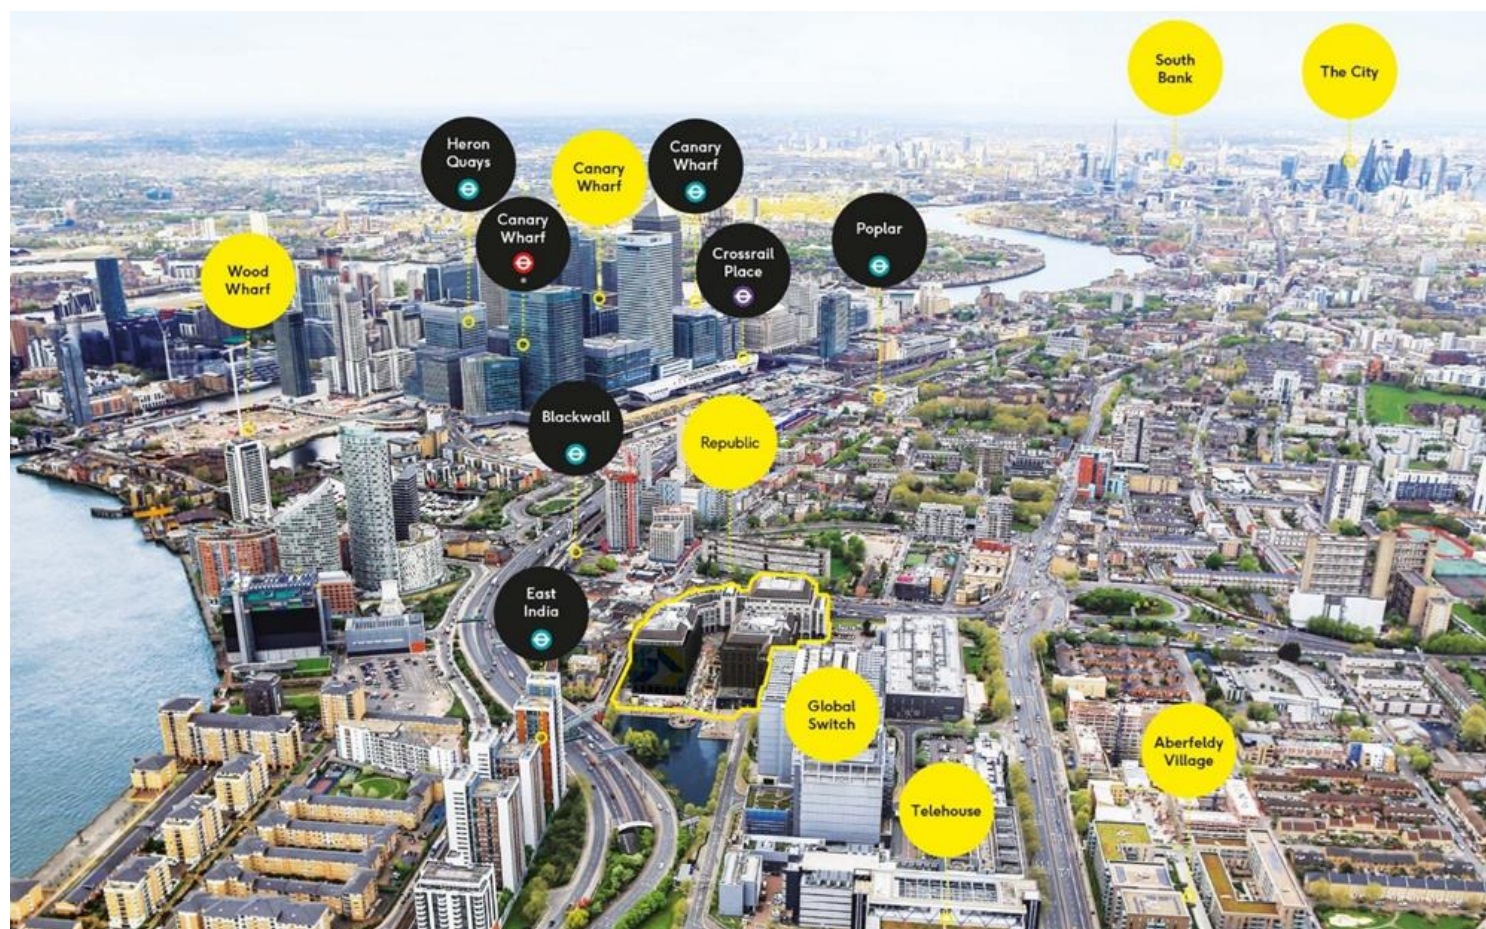 South
Bank
The City
Heron
Quays
Canary
Wharf
Canary
Wharf
Canary
Wharf
Poplar
Crossrail
Place
Wood
Wharf
Blackwall
Republic
East
India
Global
Switch
Aberfeldy
Village
Telehouse